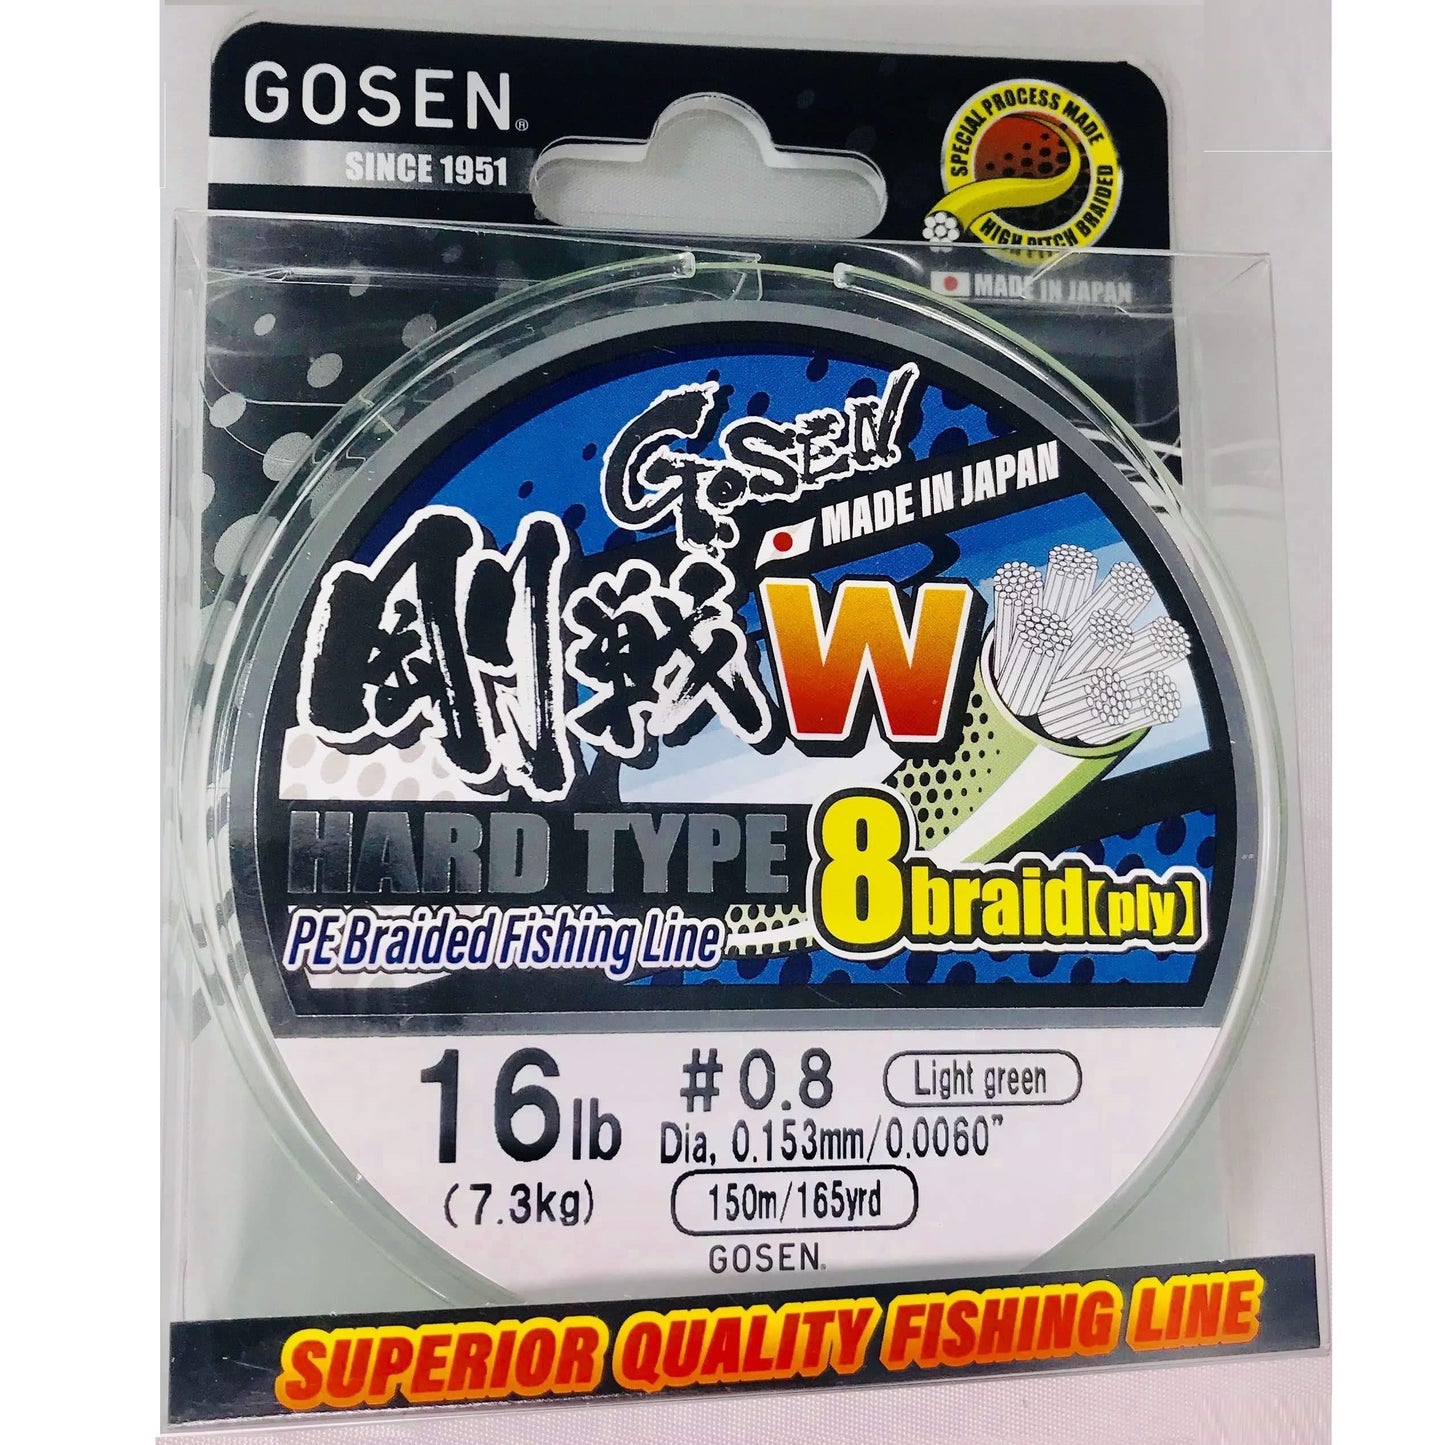 GOSEN®
SINCE 1951
SPECIAL PROCESS MADE
HIGH PITCH BRAIDED
MADE IN JAPAN
GOSEN
MADE IN JAPAN
剛戦W
HARD TYPE
8braid【ply】
PE Braided Fishing Line
16lb
(7.3kg)
#0.8
Light green
Dia, 0.153mm/0.0060"
150m/165yrd
GOSEN®
SUPERIOR QUALITY FISHING LINE